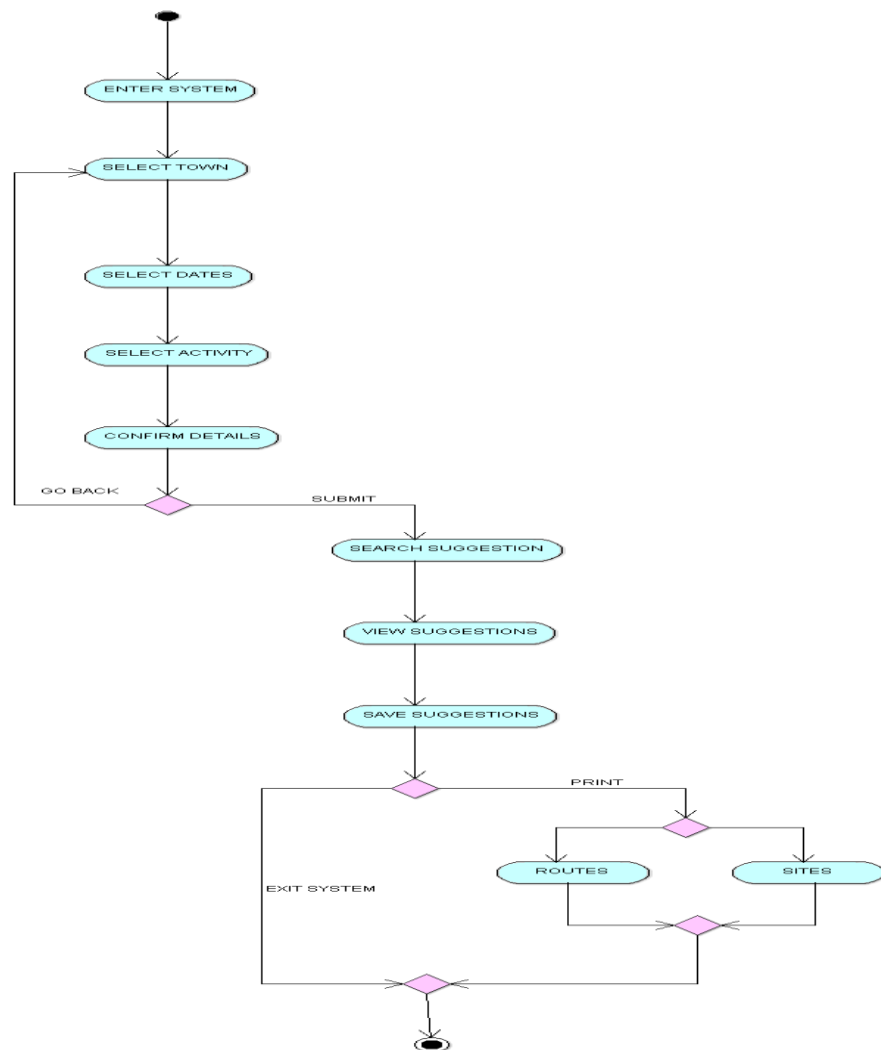 ENTER SYSTEM
SELECT TOWN
SELECT DATES
SELECT ACTIVITY
CONFIRM DETAILS
GO BACK
SUBMIT
SEARCH SUGGESTION
VIEW SUGGESTIONS
SAVE SUGGESTIONS
PRINT
ROUTES
SITES
EXIT SYSTEM